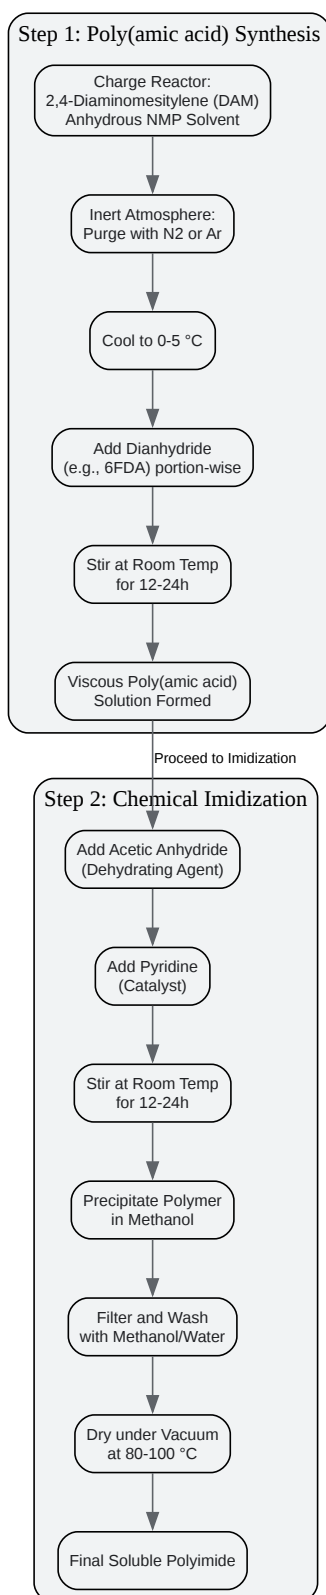 Step 1: Poly(amic acid) Synthesis
Charge Reactor:
2,4-Diaminomesitylene (DAM)
Anhydrous NMP Solvent
Inert Atmosphere:
Purge with N2 or Ar
Cool to 0-5 °C
Add Dianhydride
(e.g., 6FDA) portion-wise
Stir at Room Temp
for 12-24h
Viscous Poly(amic acid)
Solution Formed
Proceed to Imidization
Step 2: Chemical Imidization
Add Acetic Anhydride
(Dehydrating Agent)
Add Pyridine
(Catalyst)
Stir at Room Temp
for 12-24h
Precipitate Polymer
in Methanol
Filter and Wash
with Methanol/Water
Dry under Vacuum
at 80-100 °C
Final Soluble Polyimide